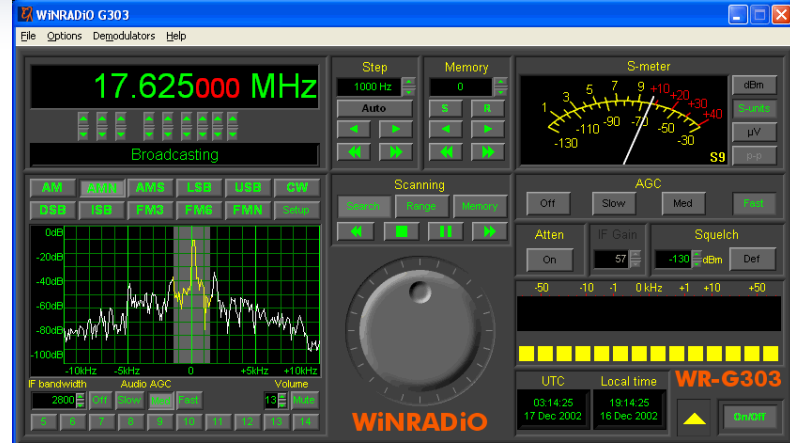 WiNRADiO G303
File Options Demodulators Help
17.625000 MHz
Broadcasting
Step
1000 Hz
Auto
Memory
0
S R
S-meter
1 3 5 7 9 +10 +20 +30 +40
-130 -110 -90 -70 -50 -30
S9
dBm
S-units
µV
p-p
AM AMN AMS LSB USB CW
DSB ISB FM3 FM6 FMN Setup
Scanning
Search Range Memory
AGC
Off Slow Med Fast
Atten
On
IF Gain
57
Squelch
-130 dBm Def
0dB
-20dB
-40dB
-60dB
-80dB
-100dB
-10kHz -5kHz 0 +5kHz +10kHz
-50 -10 -1 0 kHz +1 +10 +50
IF bandwidth Audio AGC Volume
2800 Off Slow Med Fast 13 Mute
5 6 7 8 9 10 11 12 13 14
WiNRADiO
UTC
03:14:25
17 Dec 2002
Local time
19:14:25
16 Dec 2002
WR-G303
On/Off